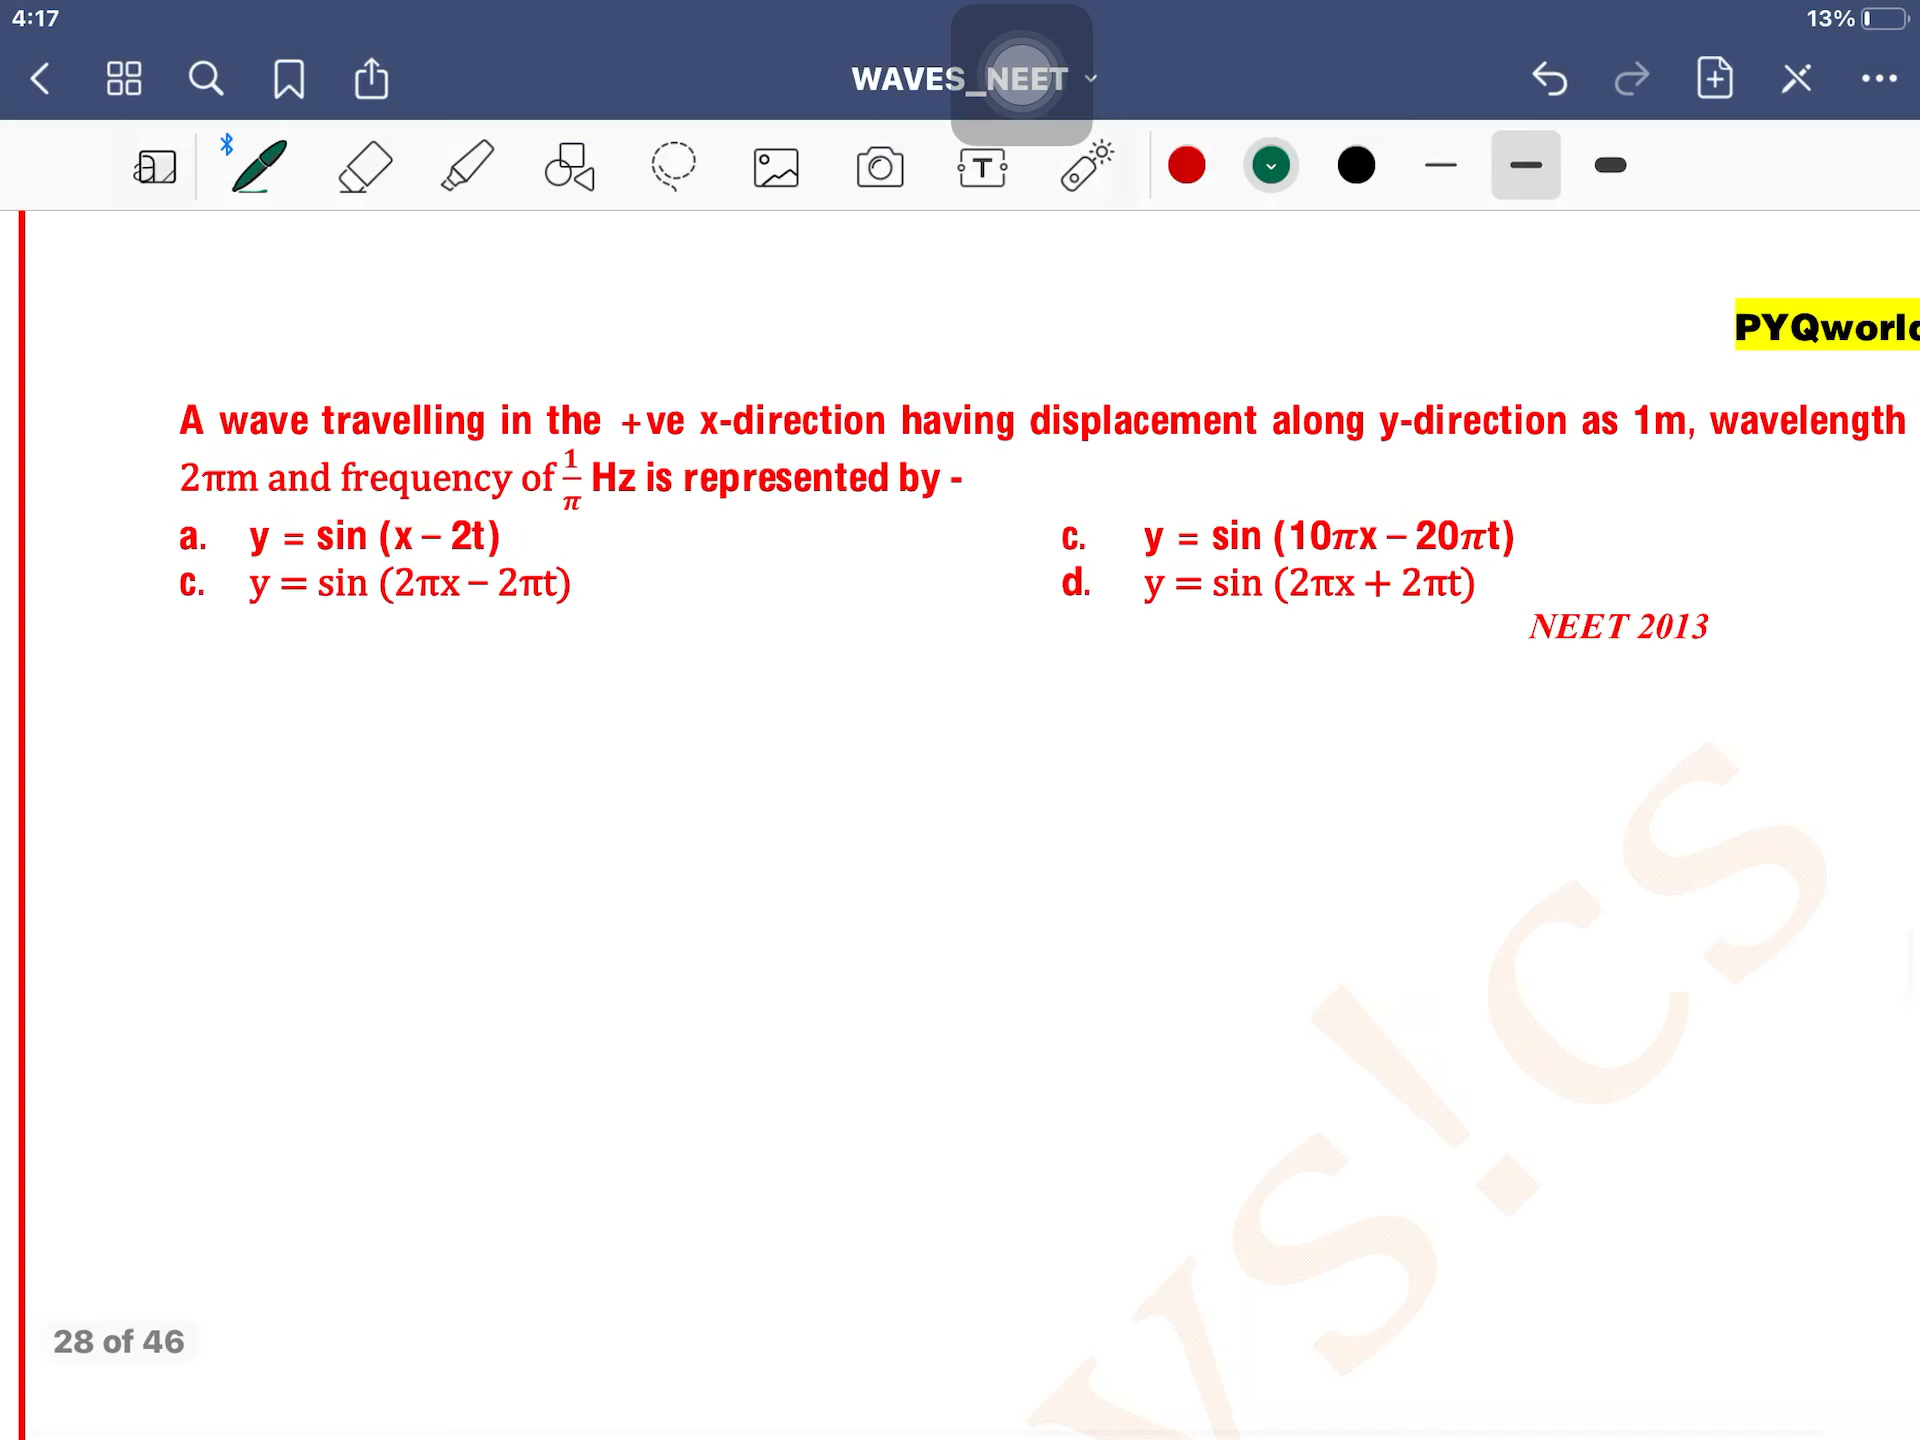 4:17
13%
WAVES_NEET
a
T
PYQworld
A wave travelling in the +ve x-direction having displacement along y-direction as 1m, wavelength
2πm and frequency of 1/π Hz is represented by -
a. y = sin (x – 2t)
c. y = sin (10πx – 20πt)
c. y = sin (2πx – 2πt)
d. y = sin (2πx + 2πt)
NEET 2013
ys!cs
28 of 46